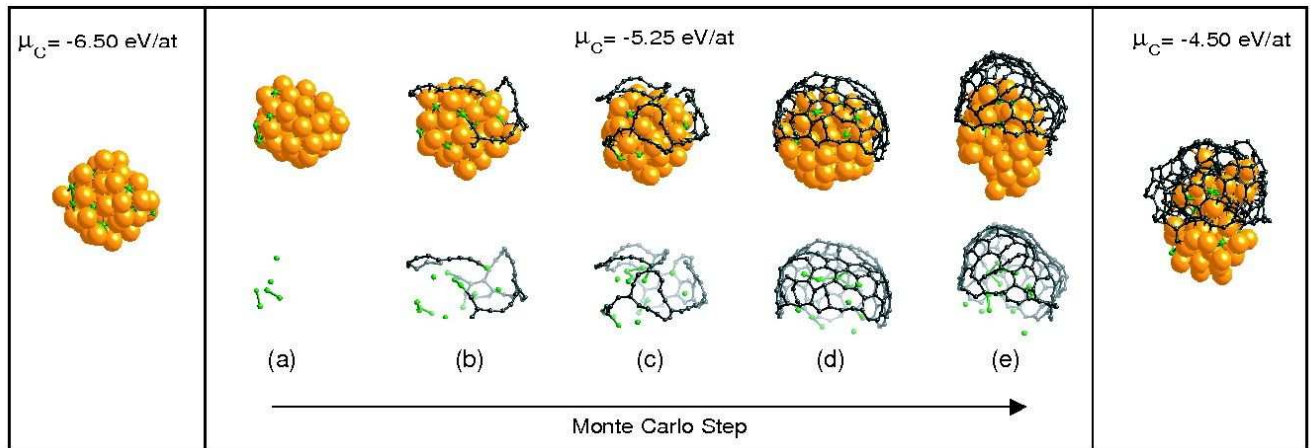 μC= -6.50 eV/at
μC= -5.25 eV/at
μC= -4.50 eV/at
(a) (b) (c) (d) (e)
Monte Carlo Step